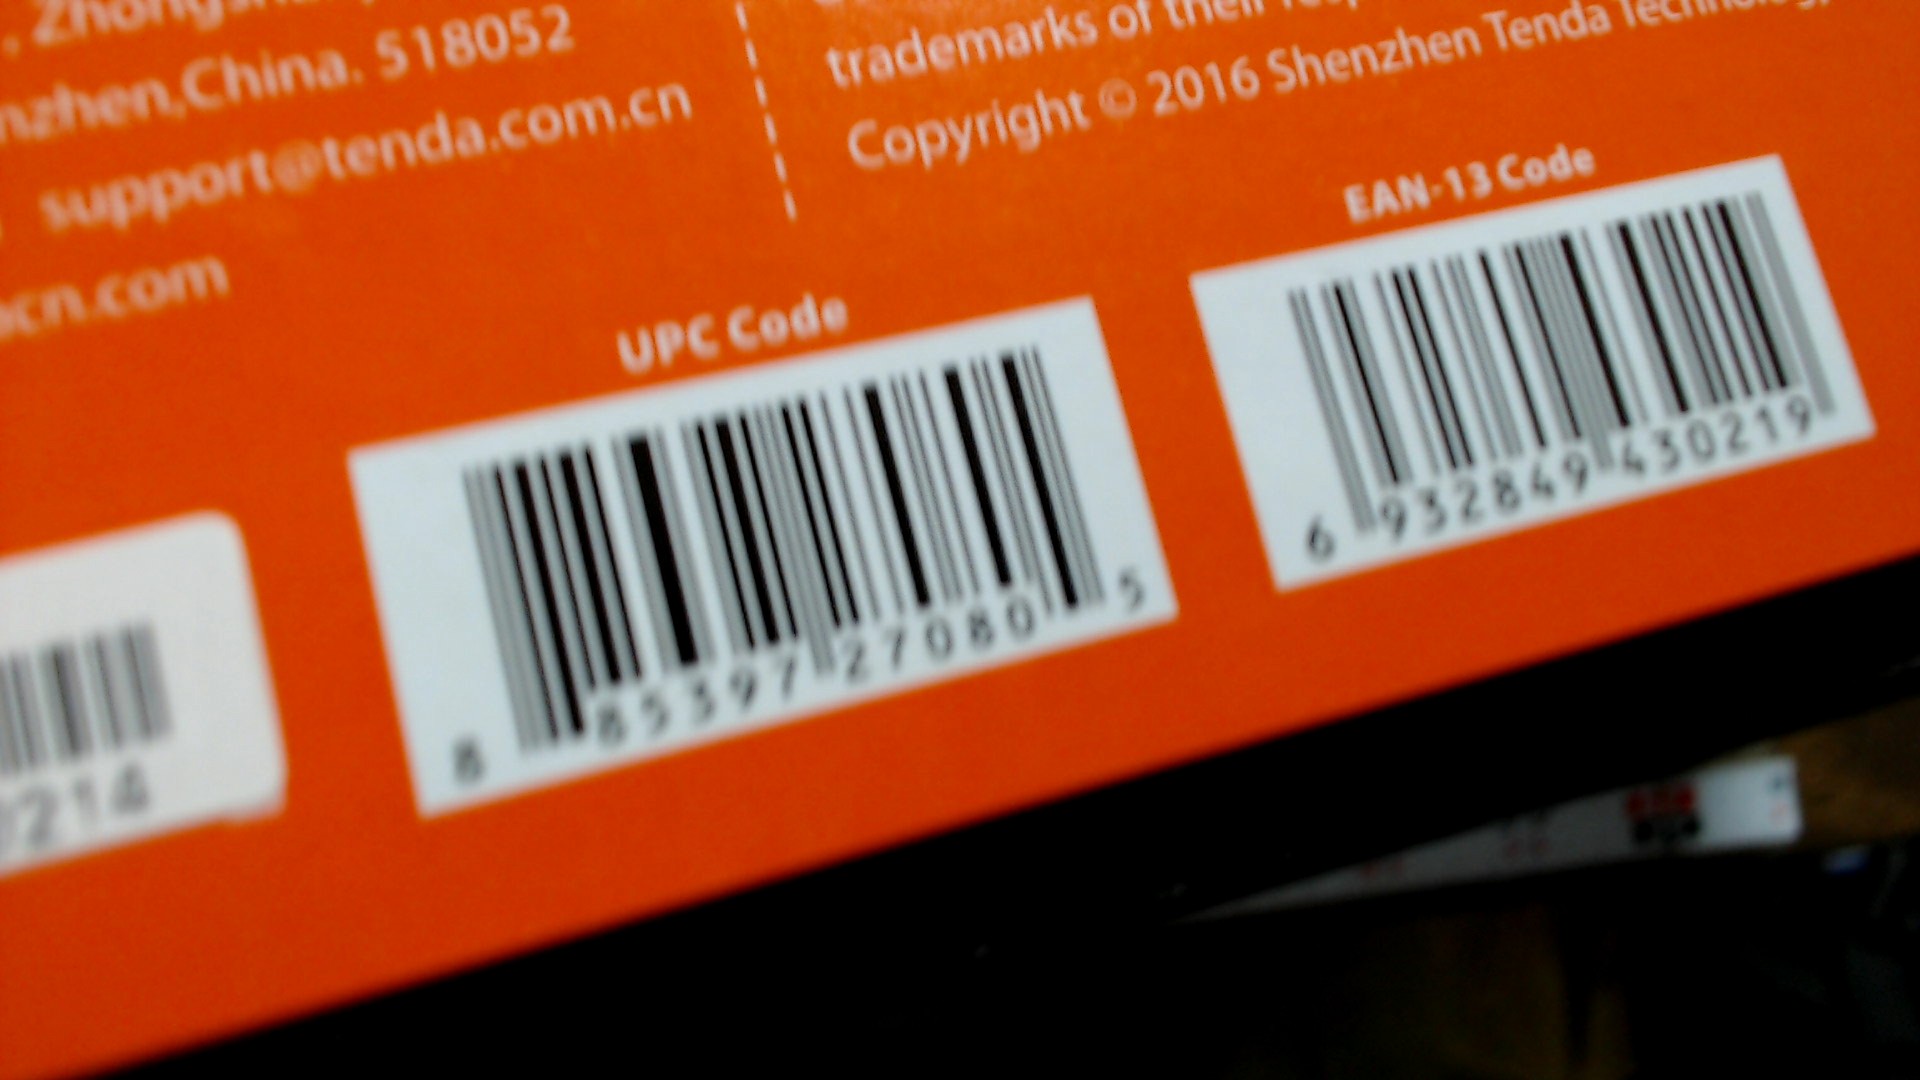 , Zhongshan
nzhen,China. 518052
support@tenda.com.cn
cn.com
trademarks of their
Copyright © 2016 Shenzhen Tenda Technology
UPC Code
8 85397 27080 5
EAN-13 Code
6 932849 430219
214